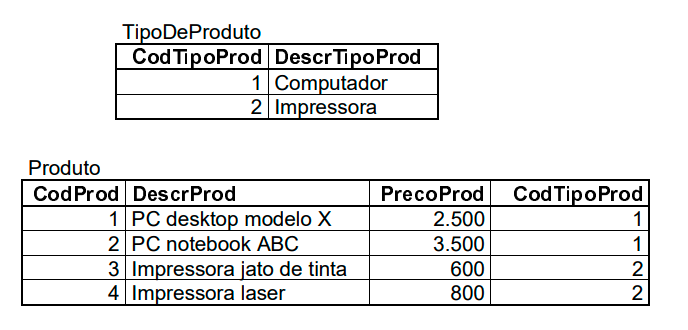 TipoDeProduto
CodTipoProd DescrTipoProd
1 Computador
2 Impressora
Produto
CodProd DescrProd PrecoProd CodTipoProd
1 PC desktop modelo X 2.500 1
2 PC notebook ABC 3.500 1
3 Impressora jato de tinta 600 2
4 Impressora laser 800 2